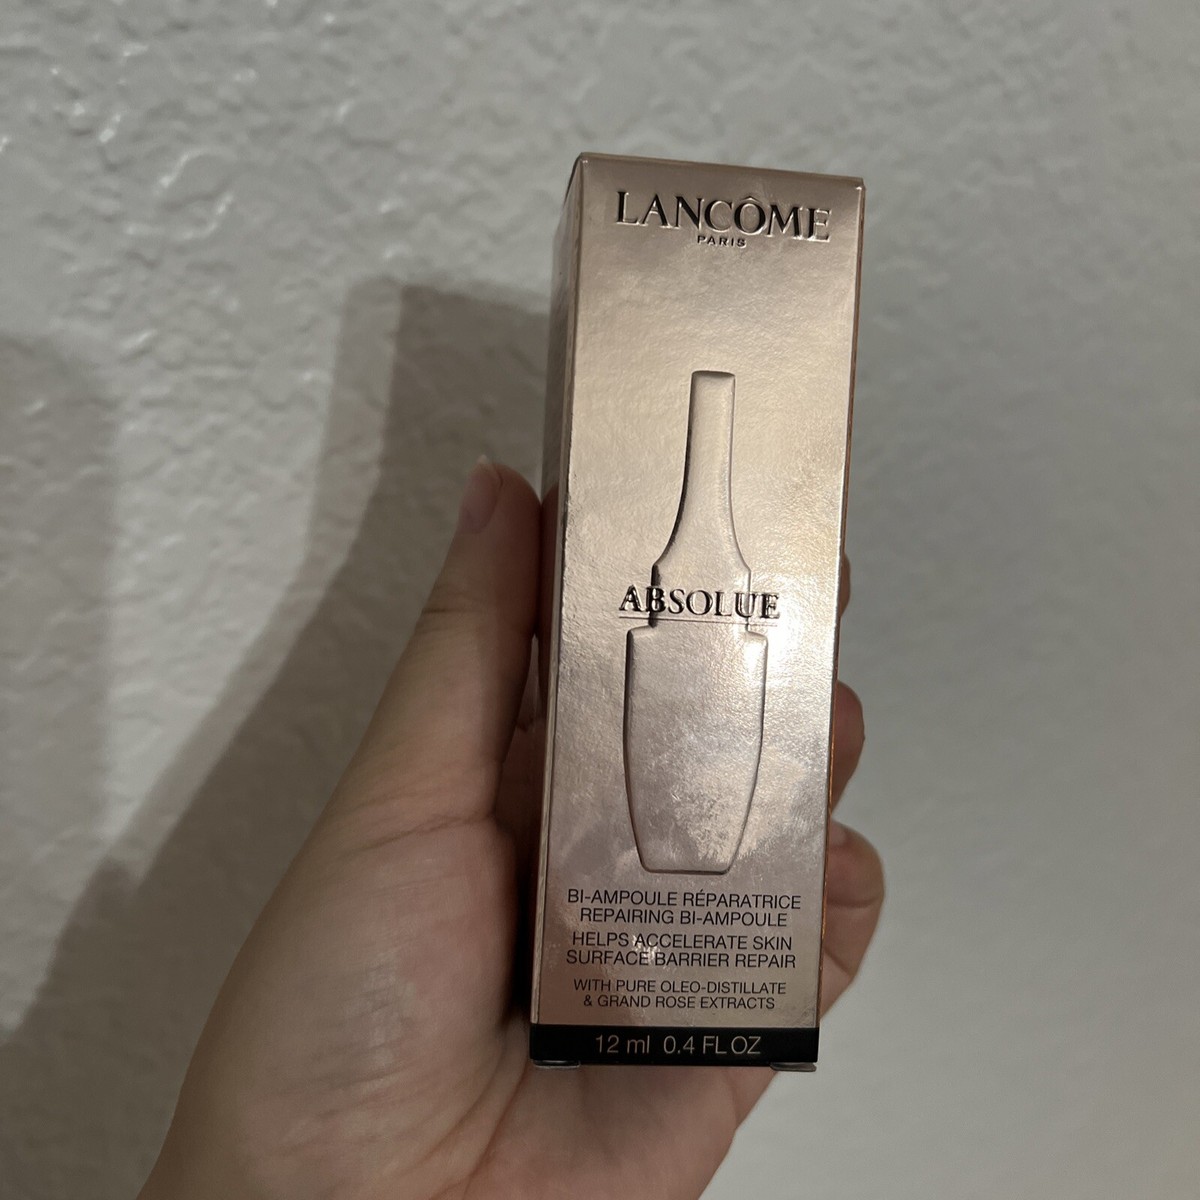 LANCÔME
PARIS
ABSOLUE
BI-AMPOULE RÉPARATRICE
REPAIRING BI-AMPOULE
HELPS ACCELERATE SKIN
SURFACE BARRIER REPAIR
WITH PURE OLEO-DISTILLATE
& GRAND ROSE EXTRACTS
12 ml 0.4 FL OZ